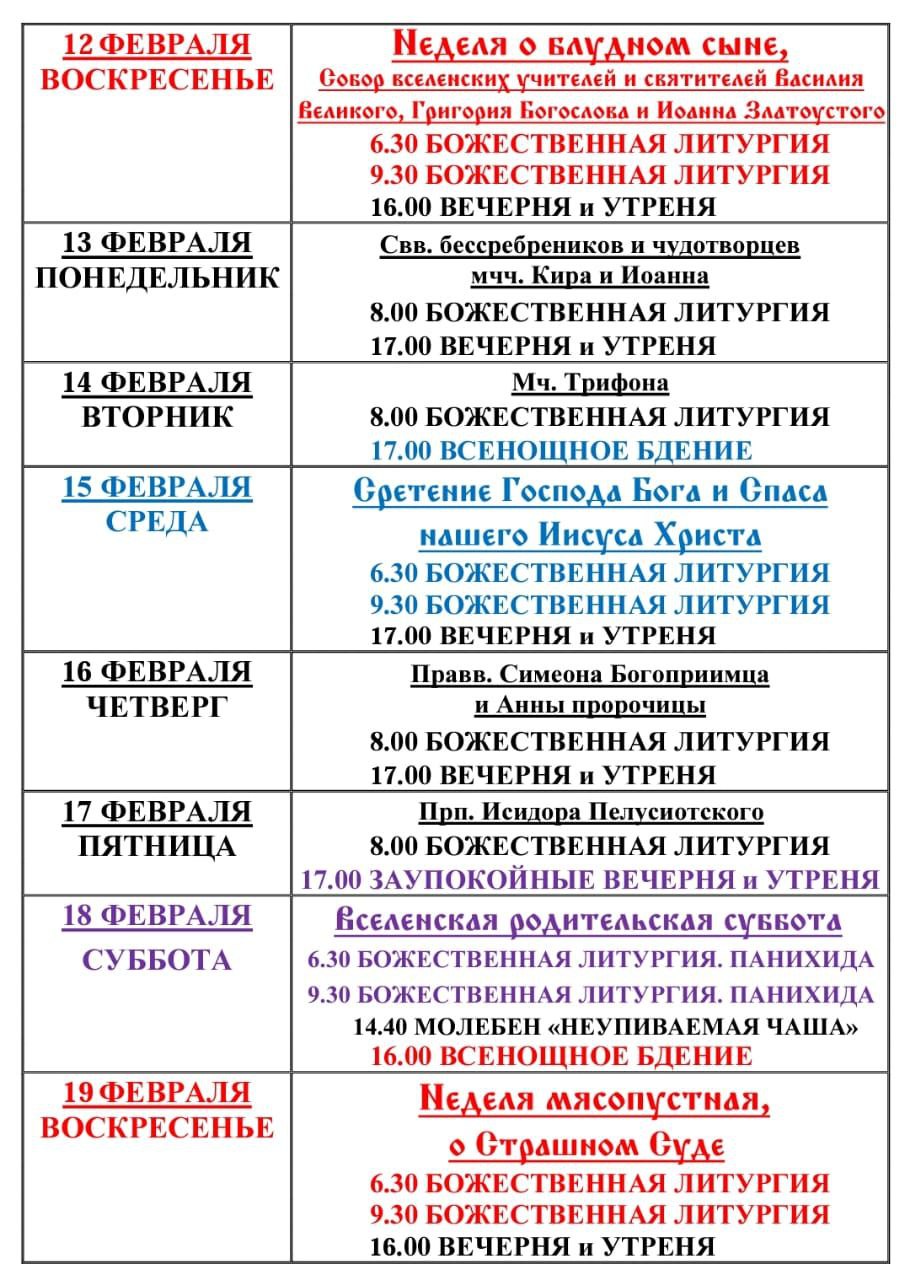 12 ФЕВРАЛЯ
ВОСКРЕСЕНЬЕ
Неделя о блудном сыне,
Собор вселенских учителей и святителей Василия
Великого, Григория Богослова и Иоанна Златоустого
6.30 БОЖЕСТВЕННАЯ ЛИТУРГИЯ
9.30 БОЖЕСТВЕННАЯ ЛИТУРГИЯ
16.00 ВЕЧЕРНЯ и УТРЕНЯ
13 ФЕВРАЛЯ
ПОНЕДЕЛЬНИК
Свв. бессребреников и чудотворцев
мчч. Кира и Иоанна
8.00 БОЖЕСТВЕННАЯ ЛИТУРГИЯ
17.00 ВЕЧЕРНЯ и УТРЕНЯ
14 ФЕВРАЛЯ
ВТОРНИК
Мч. Трифона
8.00 БОЖЕСТВЕННАЯ ЛИТУРГИЯ
17.00 ВСЕНОЩНОЕ БДЕНИЕ
15 ФЕВРАЛЯ
СРЕДА
Сретение Господа Бога и Спаса
нашего Иисуса Христа
6.30 БОЖЕСТВЕННАЯ ЛИТУРГИЯ
9.30 БОЖЕСТВЕННАЯ ЛИТУРГИЯ
17.00 ВЕЧЕРНЯ и УТРЕНЯ
16 ФЕВРАЛЯ
ЧЕТВЕРГ
Правв. Симеона Богоприимца
и Анны пророчицы
8.00 БОЖЕСТВЕННАЯ ЛИТУРГИЯ
17.00 ВЕЧЕРНЯ и УТРЕНЯ
17 ФЕВРАЛЯ
ПЯТНИЦА
Прп. Исидора Пелусиотского
8.00 БОЖЕСТВЕННАЯ ЛИТУРГИЯ
17.00 ЗАУПОКОЙНЫЕ ВЕЧЕРНЯ и УТРЕНЯ
18 ФЕВРАЛЯ
СУББОТА
Вселенская родительская суббота
6.30 БОЖЕСТВЕННАЯ ЛИТУРГИЯ. ПАНИХИДА
9.30 БОЖЕСТВЕННАЯ ЛИТУРГИЯ. ПАНИХИДА
14.40 МОЛЕБЕН «НЕУПИВАЕМАЯ ЧАША»
16.00 ВСЕНОЩНОЕ БДЕНИЕ
19 ФЕВРАЛЯ
ВОСКРЕСЕНЬЕ
Неделя мясопустная,
о Страшном Суде
6.30 БОЖЕСТВЕННАЯ ЛИТУРГИЯ
9.30 БОЖЕСТВЕННАЯ ЛИТУРГИЯ
16.00 ВЕЧЕРНЯ и УТРЕНЯ